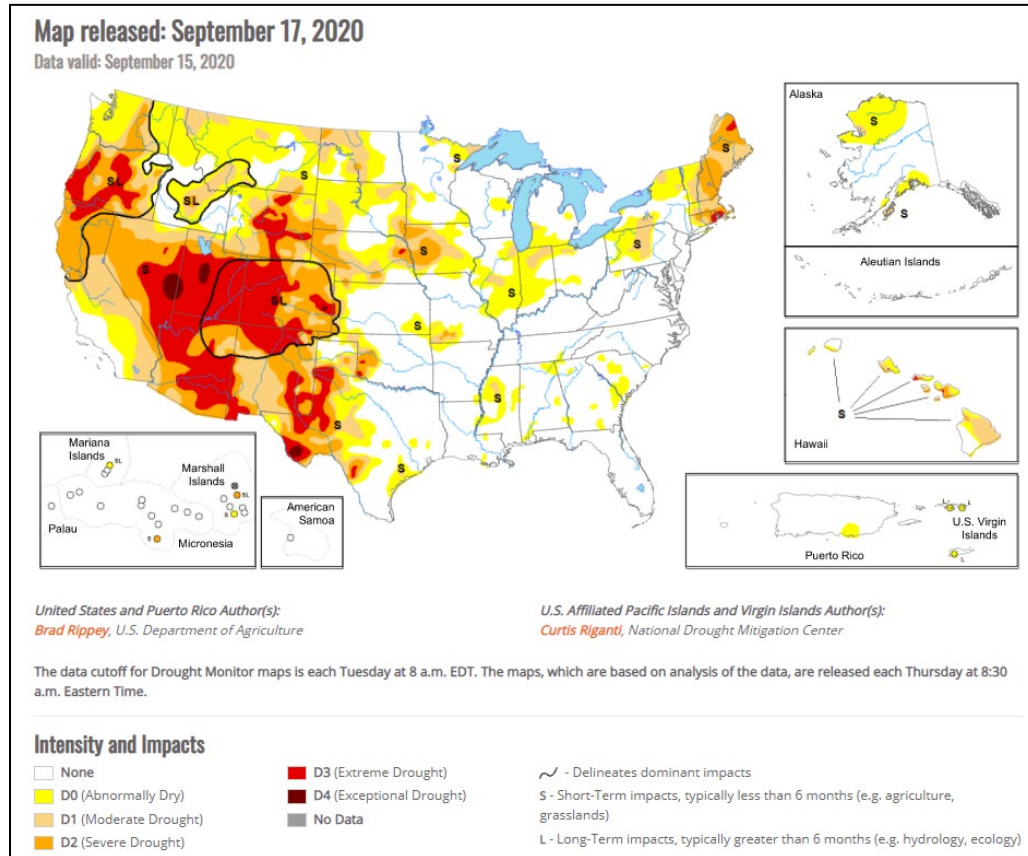 Map released: September 17, 2020
Data valid: September 15, 2020
Alaska
S
S
Aleutian Islands
S
Hawaii
S
SL
SL
S
S
S
SL
S
S
S
S
S
S
S
Mariana
Islands
SL
Marshall
Islands
SL
S
Palau
S
Micronesia
American
Samoa
L
L
U.S. Virgin
Islands
L
Puerto Rico
United States and Puerto Rico Author(s):
Brad Rippey, U.S. Department of Agriculture
U.S. Affiliated Pacific Islands and Virgin Islands Author(s):
Curtis Riganti, National Drought Mitigation Center
The data cutoff for Drought Monitor maps is each Tuesday at 8 a.m. EDT. The maps, which are based on analysis of the data, are released each Thursday at 8:30
a.m. Eastern Time.
Intensity and Impacts
None
D0 (Abnormally Dry)
D1 (Moderate Drought)
D2 (Severe Drought)
D3 (Extreme Drought)
D4 (Exceptional Drought)
No Data
- Delineates dominant impacts
S - Short-Term impacts, typically less than 6 months (e.g. agriculture,
grasslands)
L - Long-Term impacts, typically greater than 6 months (e.g. hydrology, ecology)